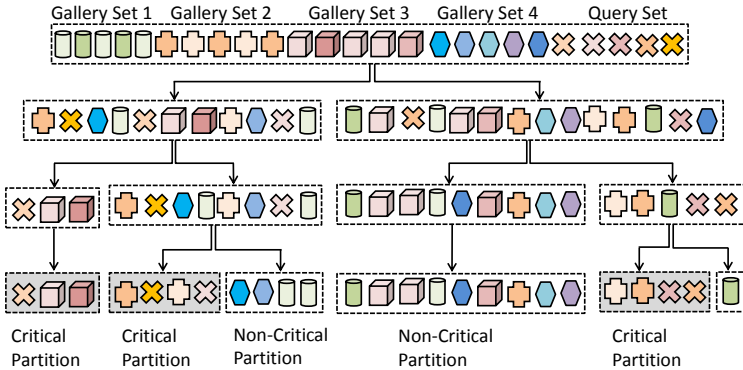 Gallery Set 1 Gallery Set 2 Gallery Set 3 Gallery Set 4 Query Set
Critical Partition
Critical Partition
Non-Critical Partition
Non-Critical Partition
Critical Partition